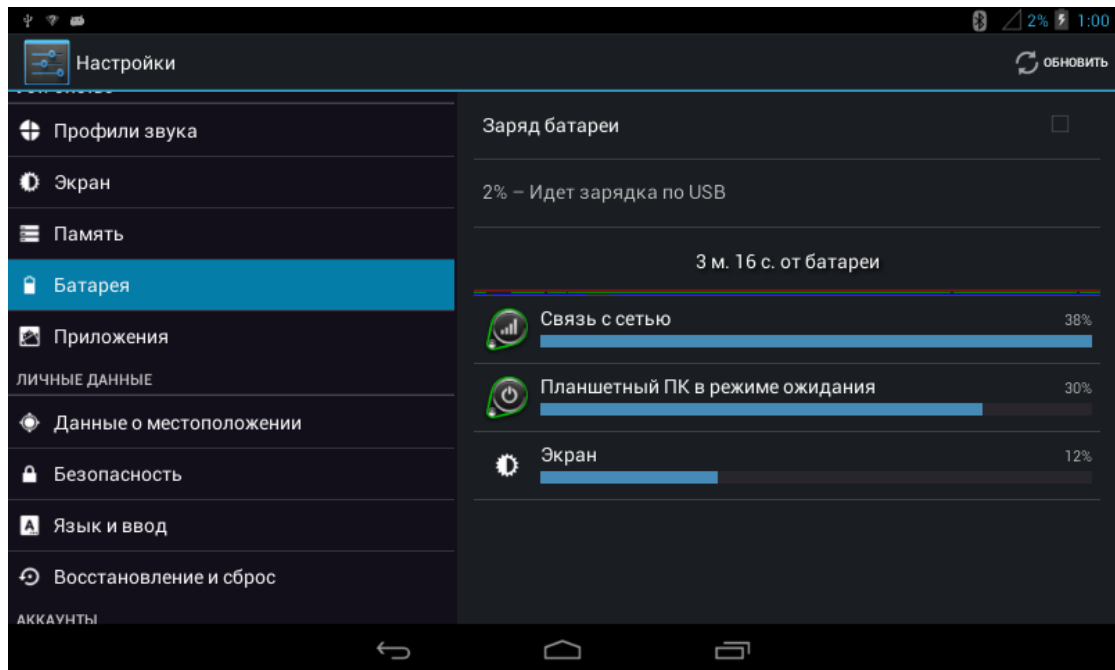 2% 1:00
Настройки
ОБНОВИТЬ
Профили звука
Экран
Память
Батарея
Приложения
ЛИЧНЫЕ ДАННЫЕ
Данные о местоположении
Безопасность
Язык и ввод
Восстановление и сброс
АККАУНТЫ
Заряд батареи
2% – Идет зарядка по USB
3 м. 16 с. от батареи
Связь с сетью 38%
Планшетный ПК в режиме ожидания 30%
Экран 12%